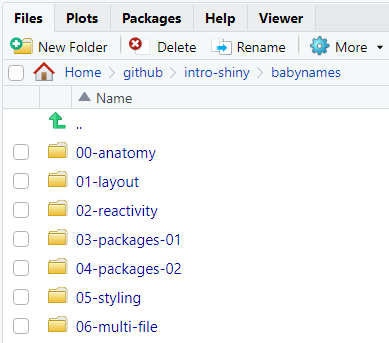 Files Plots Packages Help Viewer
New Folder Delete Rename More
Home github intro-shiny babynames
Name
..
00-anatomy
01-layout
02-reactivity
03-packages-01
04-packages-02
05-styling
06-multi-file